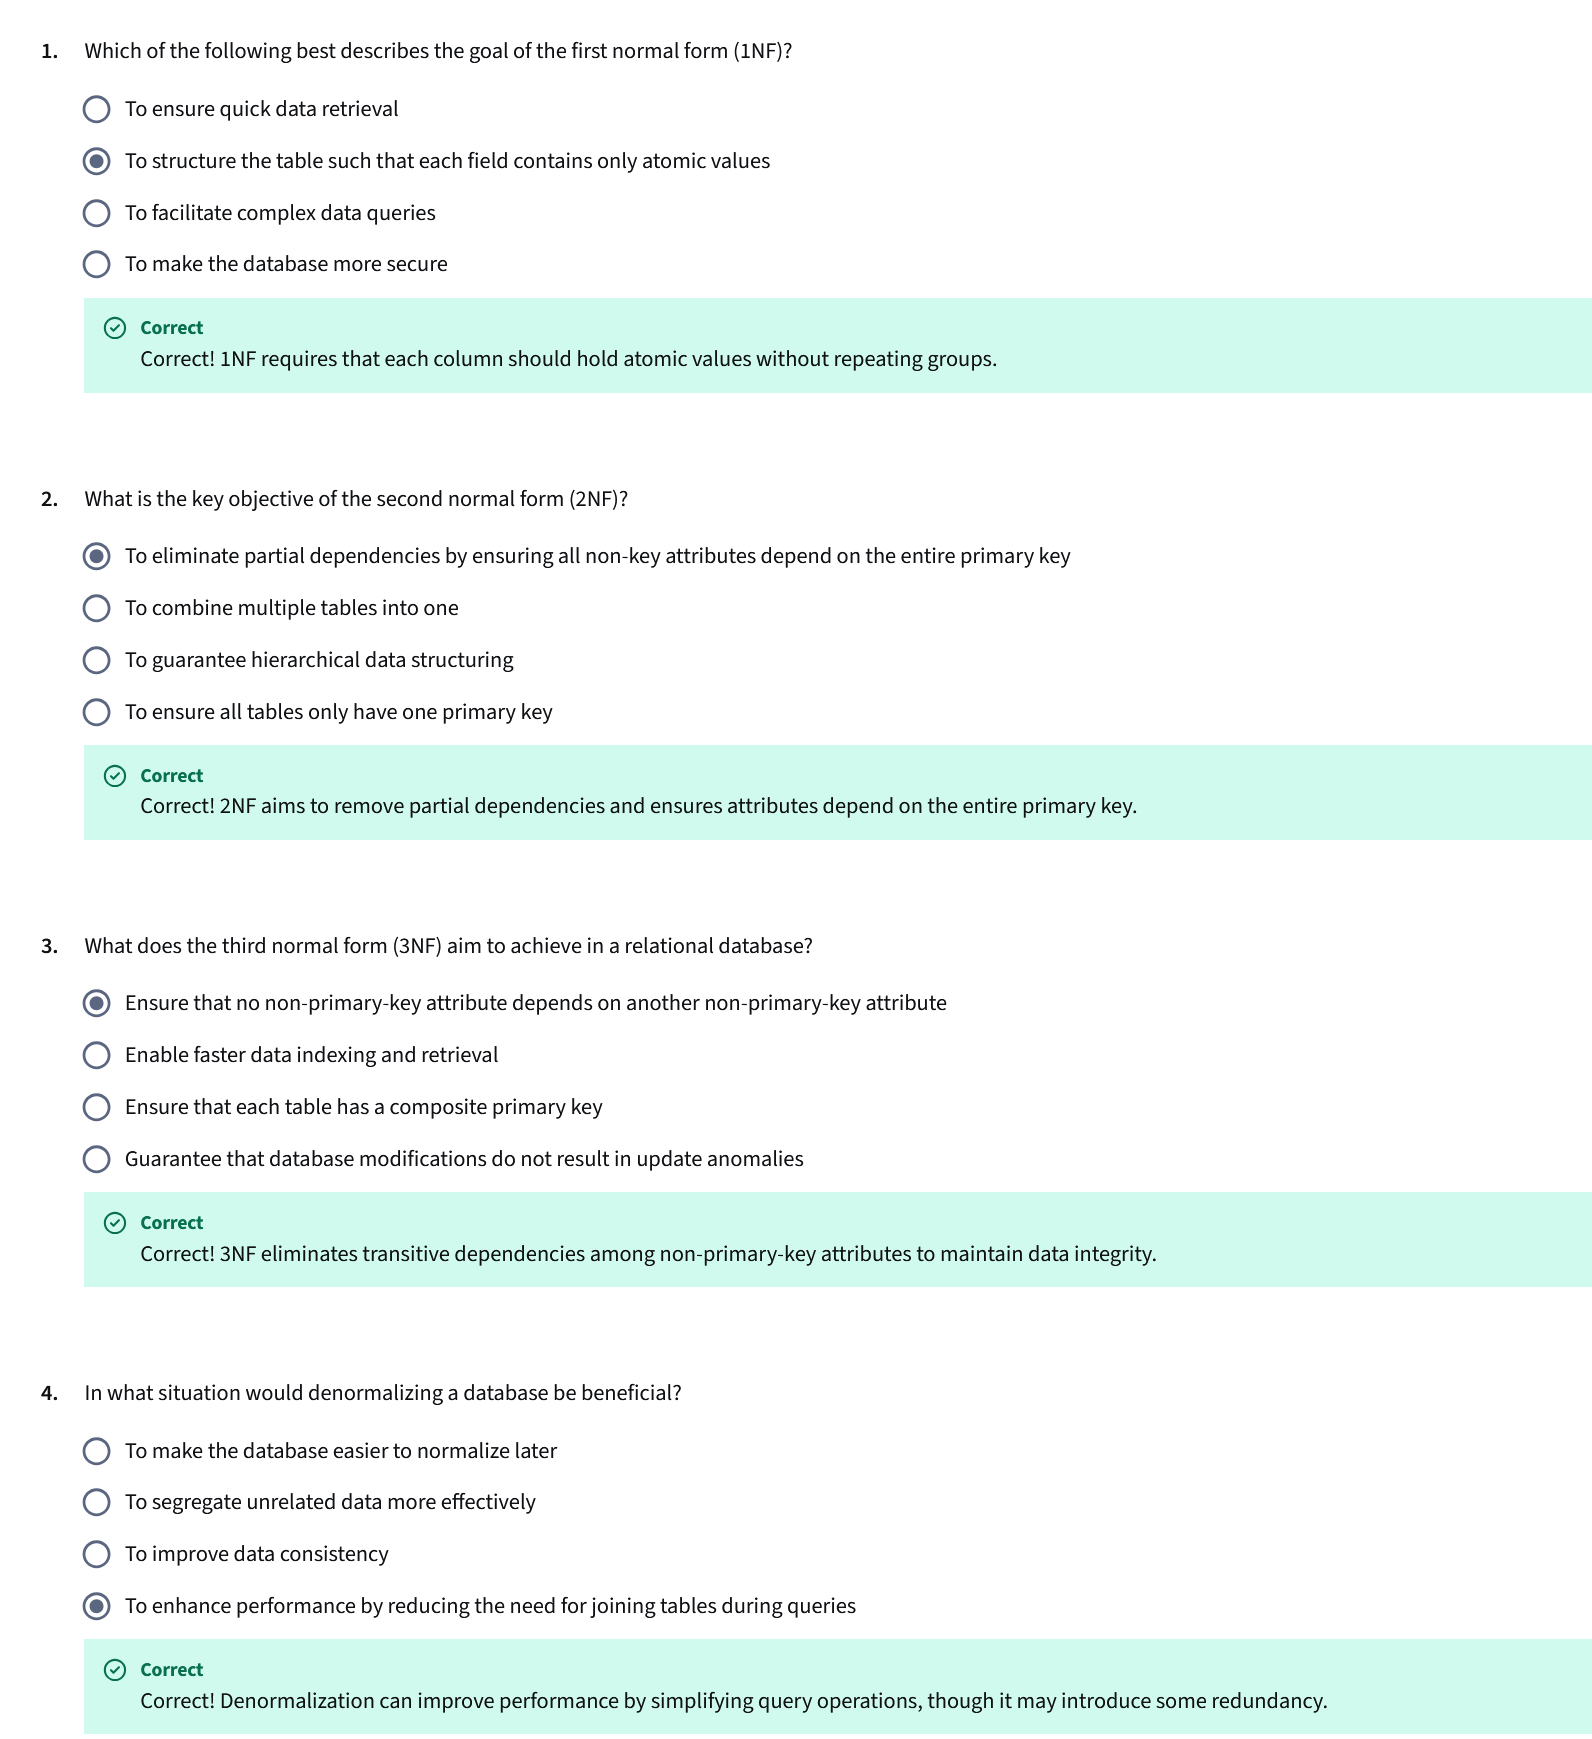 1. Which of the following best describes the goal of the first normal form (1NF)?
To ensure quick data retrieval
To structure the table such that each field contains only atomic values
To facilitate complex data queries
To make the database more secure
Correct
Correct! 1NF requires that each column should hold atomic values without repeating groups.
2. What is the key objective of the second normal form (2NF)?
To eliminate partial dependencies by ensuring all non-key attributes depend on the entire primary key
To combine multiple tables into one
To guarantee hierarchical data structuring
To ensure all tables only have one primary key
Correct
Correct! 2NF aims to remove partial dependencies and ensures attributes depend on the entire primary key.
3. What does the third normal form (3NF) aim to achieve in a relational database?
Ensure that no non-primary-key attribute depends on another non-primary-key attribute
Enable faster data indexing and retrieval
Ensure that each table has a composite primary key
Guarantee that database modifications do not result in update anomalies
Correct
Correct! 3NF eliminates transitive dependencies among non-primary-key attributes to maintain data integrity.
4. In what situation would denormalizing a database be beneficial?
To make the database easier to normalize later
To segregate unrelated data more effectively
To improve data consistency
To enhance performance by reducing the need for joining tables during queries
Correct
Correct! Denormalization can improve performance by simplifying query operations, though it may introduce some redundancy.